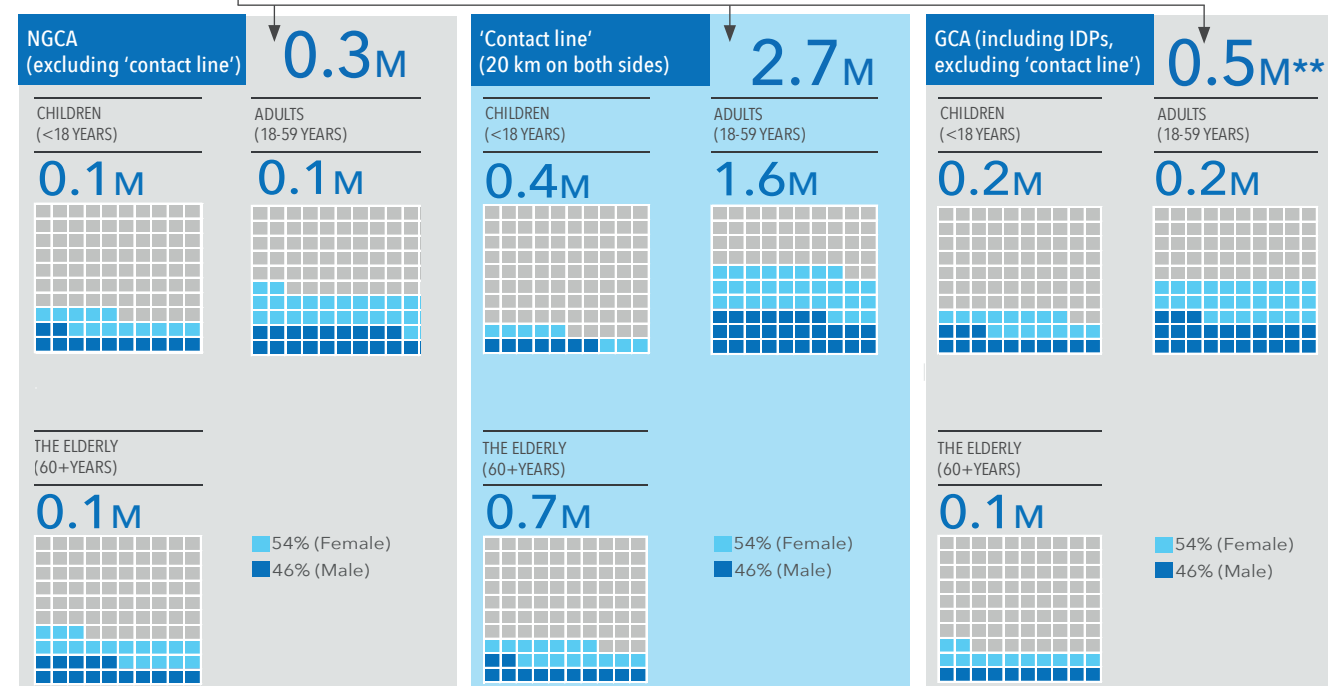 NGCA
(excluding 'contact line')
0.3M
CHILDREN
(<18 YEARS)
0.1M
ADULTS
(18-59 YEARS)
0.1M
THE ELDERLY
(60+YEARS)
0.1M
54% (Female)
46% (Male)
'Contact line'
(20 km on both sides)
2.7M
CHILDREN
(<18 YEARS)
0.4M
ADULTS
(18-59 YEARS)
1.6M
THE ELDERLY
(60+YEARS)
0.7M
54% (Female)
46% (Male)
GCA (including IDPs,
excluding 'contact line')
0.5M**
CHILDREN
(<18 YEARS)
0.2M
ADULTS
(18-59 YEARS)
0.2M
THE ELDERLY
(60+YEARS)
0.1M
54% (Female)
46% (Male)